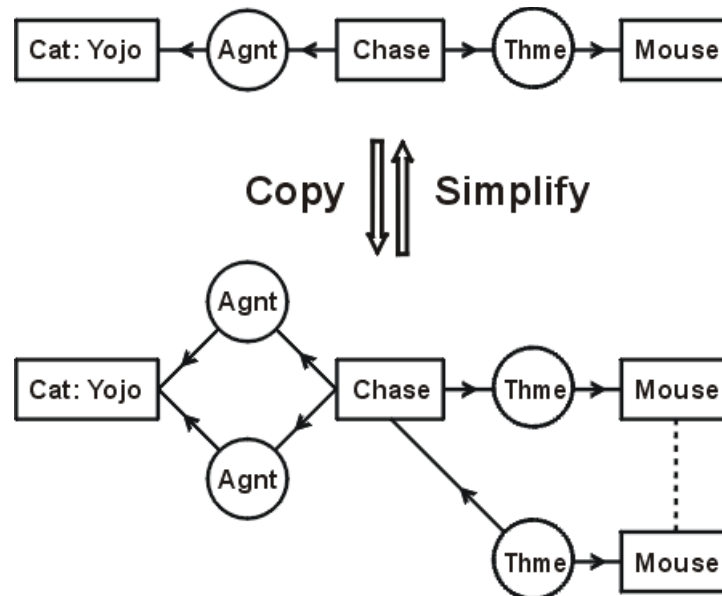 Cat: Yojo Agnt Chase Thme Mouse
Copy Simplify
Agnt
Cat: Yojo Chase Thme Mouse
Agnt
Thme Mouse